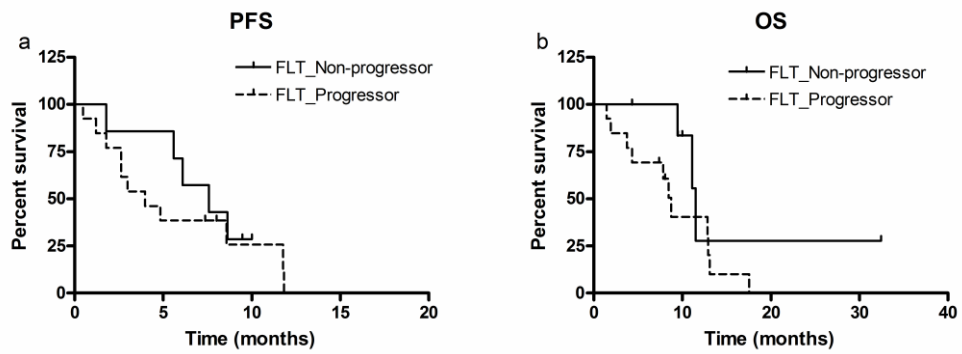 PFS
a
125
100
75
50
25
0
Percent survival
FLT_Non-progressor
FLT_Progressor
0 5 10 15 20
Time (months)
OS
b
125
100
75
50
25
0
Percent survival
FLT_Non-progressor
FLT_Progressor
0 10 20 30 40
Time (months)